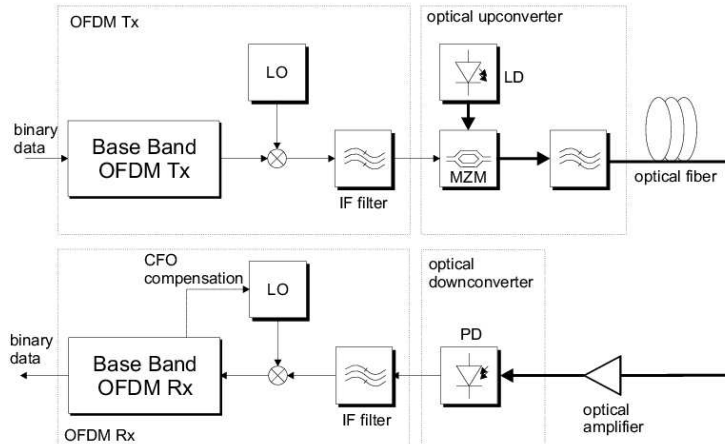 OFDM Tx
optical upconverter
LO
LD
binary
data
Base Band
OFDM Tx
MZM
IF filter
optical fiber
CFO
compensation
optical
downconverter
LO
PD
binary
data
Base Band
OFDM Rx
IF filter
optical
amplifier
OFDM Rx